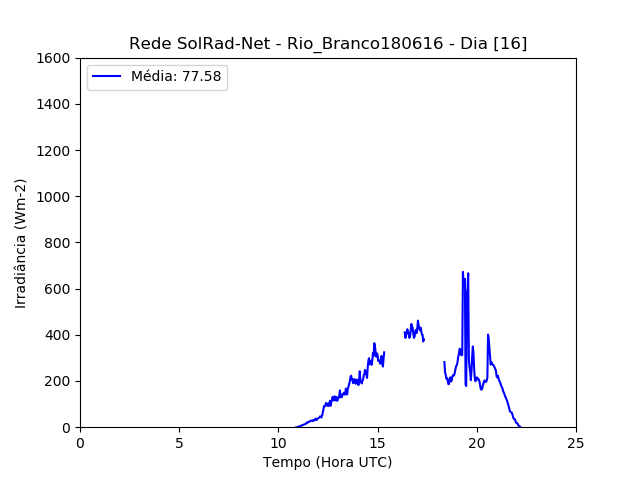 Rede SolRad-Net - Rio_Branco180616 - Dia [16]
Média: 77.58
1600
1400
1200
1000
800
600
400
200
0
Irradiância (Wm-2)
0 5 10 15 20 25
Tempo (Hora UTC)